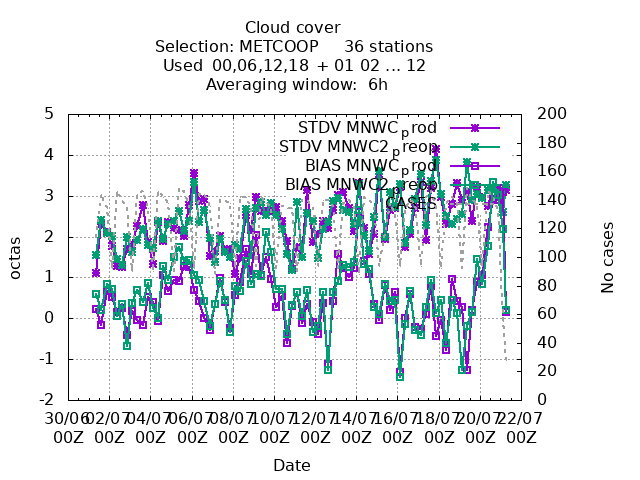 Cloud cover
Selection: METCOOP 36 stations
Used 00,06,12,18 + 01 02 ... 12
Averaging window: 6h
STDV MNWC_prod
STDV MNWC2_preop
BIAS MNWC_prod
BIAS MNWC2_preop
CASES
5
4
3
2
1
0
-1
-2
octas
200
180
160
140
120
100
80
60
40
20
0
No cases
30/06 02/07 04/07 06/07 08/07 10/07 12/07 14/07 16/07 18/07 20/07 22/07
00Z 00Z 00Z 00Z 00Z 00Z 00Z 00Z 00Z 00Z 00Z 00Z
Date